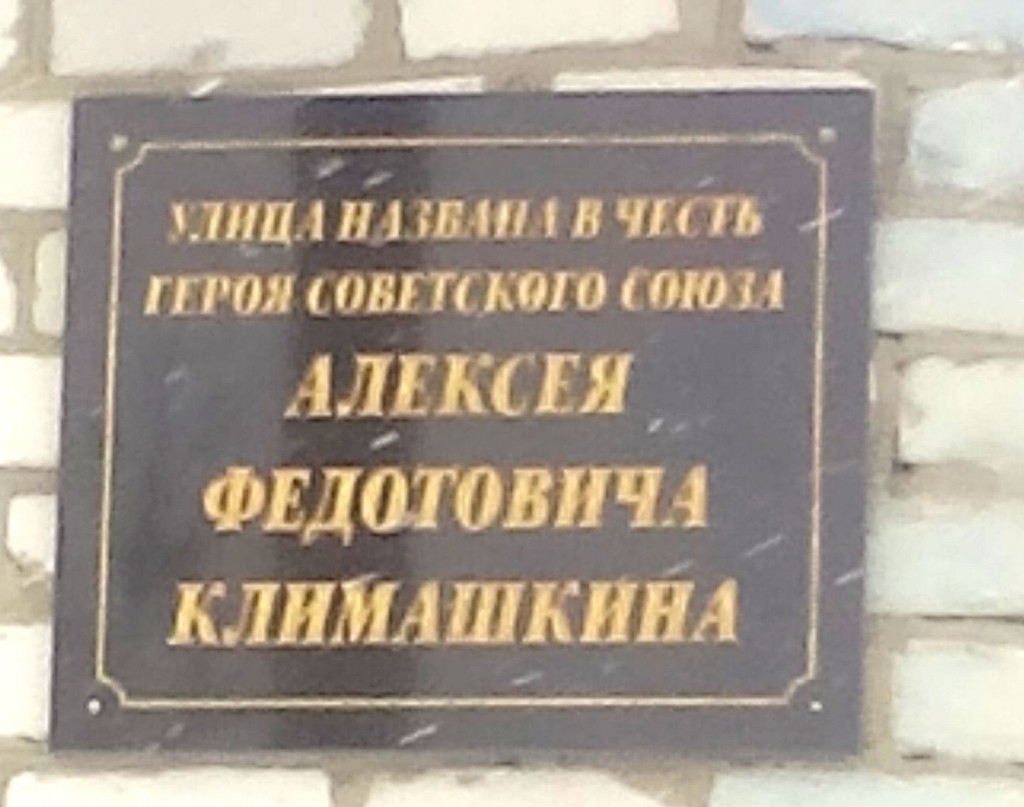 УЛИЦА НАЗВАНА В ЧЕСТЬ
ГЕРОЯ СОВЕТСКОГО СОЮЗА
АЛЕКСЕЯ
ФЕДОТОВИЧА
КЛИМАШКИНА